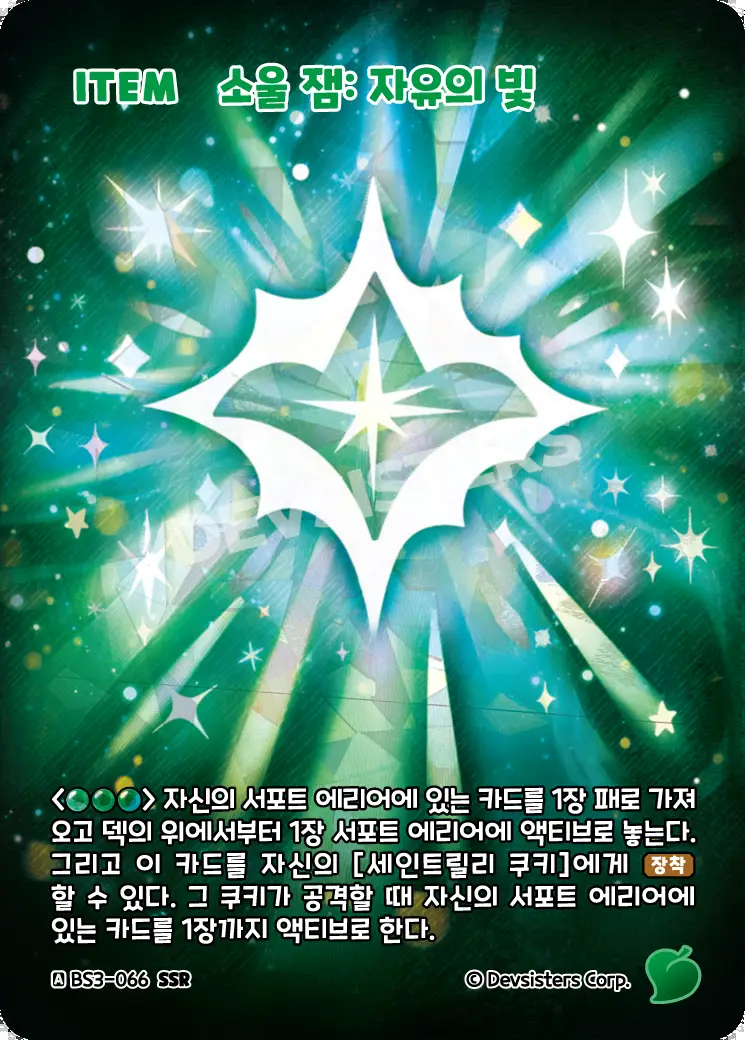 ITEM 소울 잼: 자유의 빛
DEVSISTERS
< > 자신의 서포트 에리어에 있는 카드를 1장 패로 가져
오고 덱의 위에서부터 1장 서포트 에리어에 액티브로 놓는다.
그리고 이 카드를 자신의 [세인트릴리 쿠키]에게 장착
할 수 있다. 그 쿠키가 공격할 때 자신의 서포트 에리어에
있는 카드를 1장까지 액티브로 한다.
A BS3-066 SSR © Devsisters Corp.